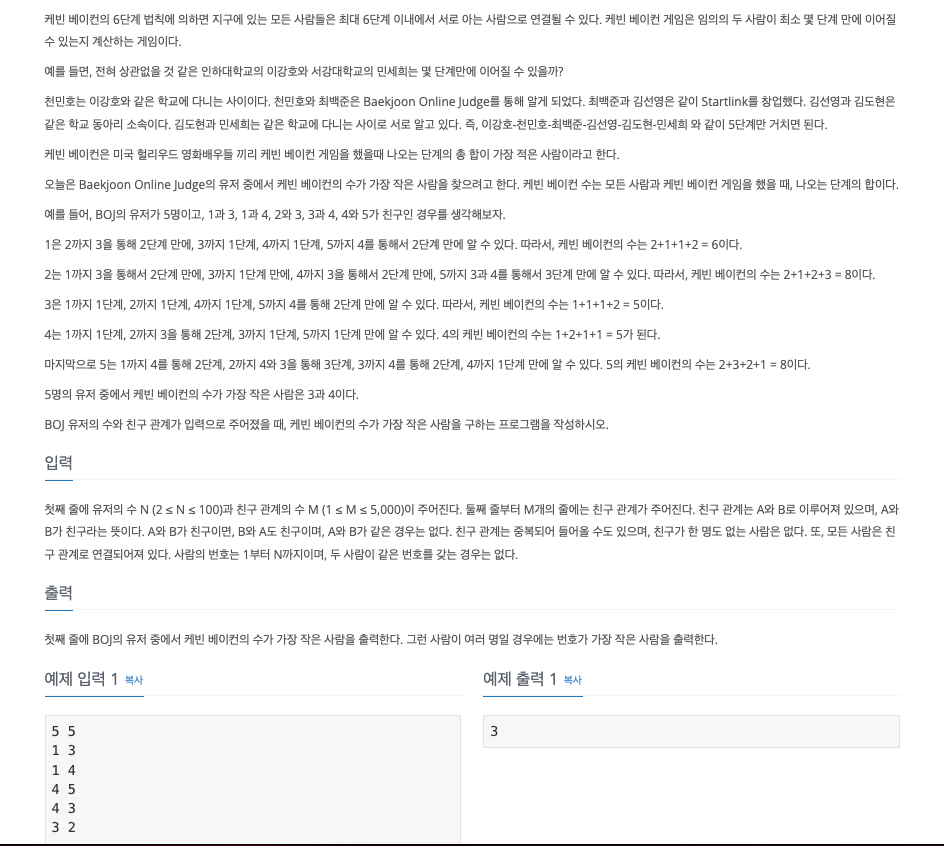 케빈 베이컨의 6단계 법칙에 의하면 지구에 있는 모든 사람들은 최대 6단계 이내에서 서로 아는 사람으로 연결될 수 있다. 케빈 베이컨 게임은 임의의 두 사람이 최소 몇 단계 만에 이어질
수 있는지 계산하는 게임이다.
예를 들면, 전혀 상관없을 것 같은 인하대학교의 이강호와 서강대학교의 민세희는 몇 단계만에 이어질 수 있을까?
천민호는 이강호와 같은 학교에 다니는 사이이다. 천민호와 최백준은 Baekjoon Online Judge를 통해 알게 되었다. 최백준과 김선영은 같이 Startlink를 창업했다. 김선영과 김도현은
같은 학교 동아리 소속이다. 김도현과 민세희는 같은 학교에 다니는 사이로 서로 알고 있다. 즉, 이강호-천민호-최백준-김선영-김도현-민세희 와 같이 5단계만 거치면 된다.
케빈 베이컨은 미국 헐리우드 영화배우들 끼리 케빈 베이컨 게임을 했을때 나오는 단계의 총 합이 가장 적은 사람이라고 한다.
오늘은 Baekjoon Online Judge의 유저 중에서 케빈 베이컨의 수가 가장 작은 사람을 찾으려고 한다. 케빈 베이컨 수는 모든 사람과 케빈 베이컨 게임을 했을 때, 나오는 단계의 합이다.
예를 들어, BOJ의 유저가 5명이고, 1과 3, 1과 4, 2와 3, 3과 4, 4와 5가 친구인 경우를 생각해보자.
1은 2까지 3을 통해 2단계 만에, 3까지 1단계, 4까지 1단계, 5까지 4를 통해서 2단계 만에 알 수 있다. 따라서, 케빈 베이컨의 수는 2+1+1+2 = 6이다.
2는 1까지 3을 통해서 2단계 만에, 3까지 1단계 만에, 4까지 3을 통해서 2단계 만에, 5까지 3과 4를 통해서 3단계 만에 알 수 있다. 따라서, 케빈 베이컨의 수는 2+1+2+3 = 8이다.
3은 1까지 1단계, 2까지 1단계, 4까지 1단계, 5까지 4를 통해 2단계 만에 알 수 있다. 따라서, 케빈 베이컨의 수는 1+1+1+2 = 5이다.
4는 1까지 1단계, 2까지 3을 통해 2단계, 3까지 1단계, 5까지 1단계 만에 알 수 있다. 4의 케빈 베이컨의 수는 1+2+1+1 = 5가 된다.
마지막으로 5는 1까지 4를 통해 2단계, 2까지 4와 3을 통해 3단계, 3까지 4를 통해 2단계, 4까지 1단계 만에 알 수 있다. 5의 케빈 베이컨의 수는 2+3+2+1 = 8이다.
5명의 유저 중에서 케빈 베이컨의 수가 가장 작은 사람은 3과 4이다.
BOJ 유저의 수와 친구 관계가 입력으로 주어졌을 때, 케빈 베이컨의 수가 가장 작은 사람을 구하는 프로그램을 작성하시오.
입력
첫째 줄에 유저의 수 N (2 ≤ N ≤ 100)과 친구 관계의 수 M (1 ≤ M ≤ 5,000)이 주어진다. 둘째 줄부터 M개의 줄에는 친구 관계가 주어진다. 친구 관계는 A와 B로 이루어져 있으며, A와
B가 친구라는 뜻이다. A와 B가 친구이면, B와 A도 친구이며, A와 B가 같은 경우는 없다. 친구 관계는 중복되어 들어올 수도 있으며, 친구가 한 명도 없는 사람은 없다. 또, 모든 사람은 친
구 관계로 연결되어져 있다. 사람의 번호는 1부터 N까지이며, 두 사람이 같은 번호를 갖는 경우는 없다.
출력
첫째 줄에 BOJ의 유저 중에서 케빈 베이컨의 수가 가장 작은 사람을 출력한다. 그런 사람이 여러 명일 경우에는 번호가 가장 작은 사람을 출력한다.
예제 입력 1 복사
5 5
1 3
1 4
4 5
4 3
3 2
예제 출력 1 복사
3